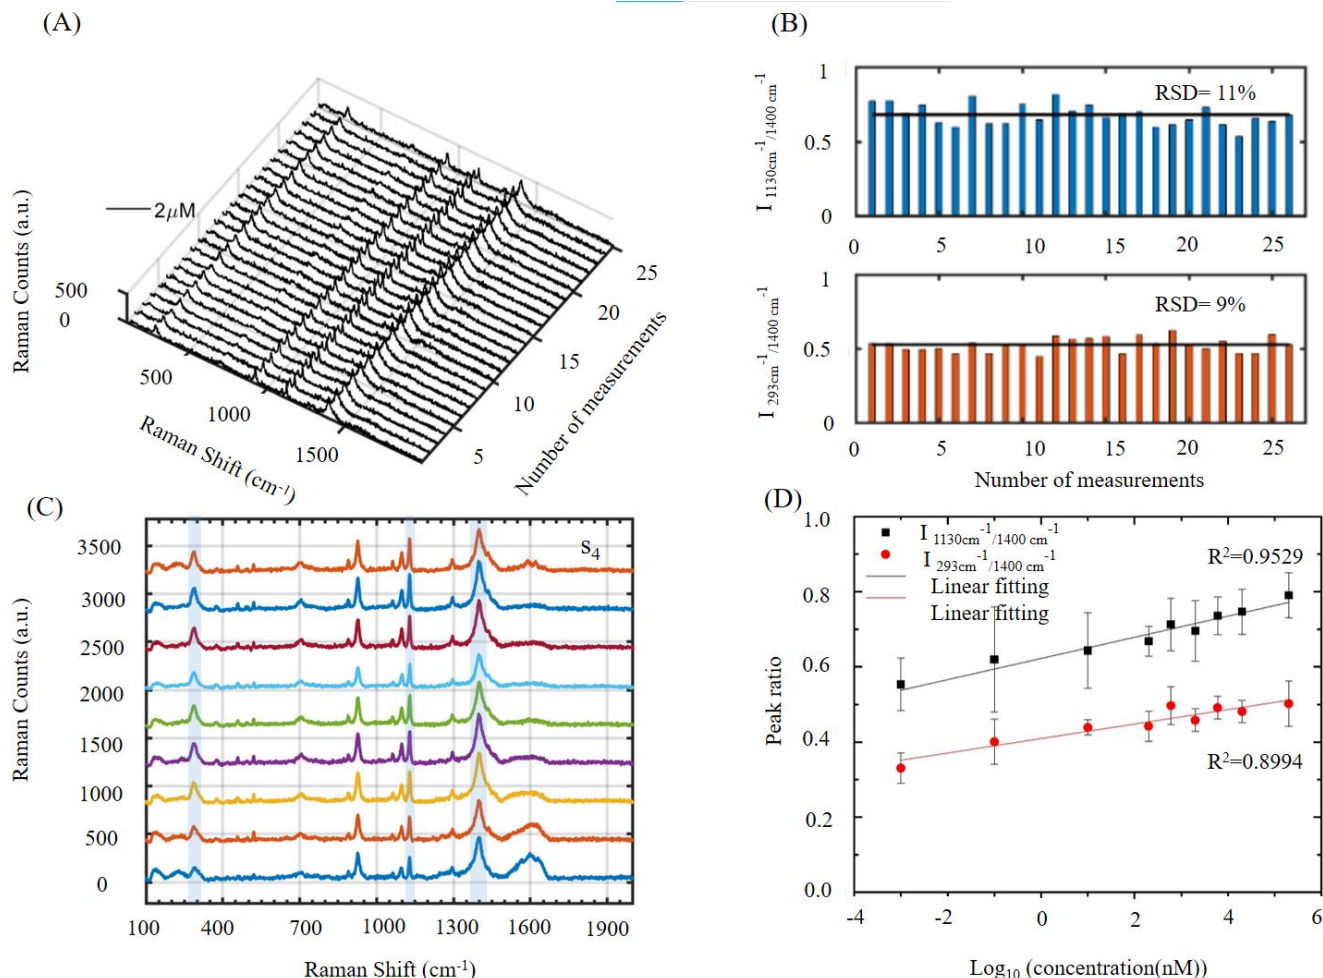 (A)
Raman Counts (a.u.)
2μM
500
0
500
1000
1500
Raman Shift (cm-1)
5
10
15
20
25
Number of measurements
(B)
I 1130cm-1/1400 cm-1
1
0.5
0
RSD= 11%
0 5 10 15 20 25
I 293cm-1/1400 cm-1
1
0.5
0
RSD= 9%
0 5 10 15 20 25
Number of measurements
(C)
Raman Counts (a.u.)
3500
3000
2500
2000
1500
1000
500
0
S4
100 400 700 1000 1300 1600 1900
Raman Shift (cm-1)
(D)
Peak ratio
1.0
0.8
0.6
0.4
0.2
0.0
I 1130cm-1/1400 cm-1
I 293cm-1/1400 cm-1
Linear fitting
Linear fitting
R2=0.9529
R2=0.8994
-4 -2 0 2 4 6
Log10 (concentration(nM))